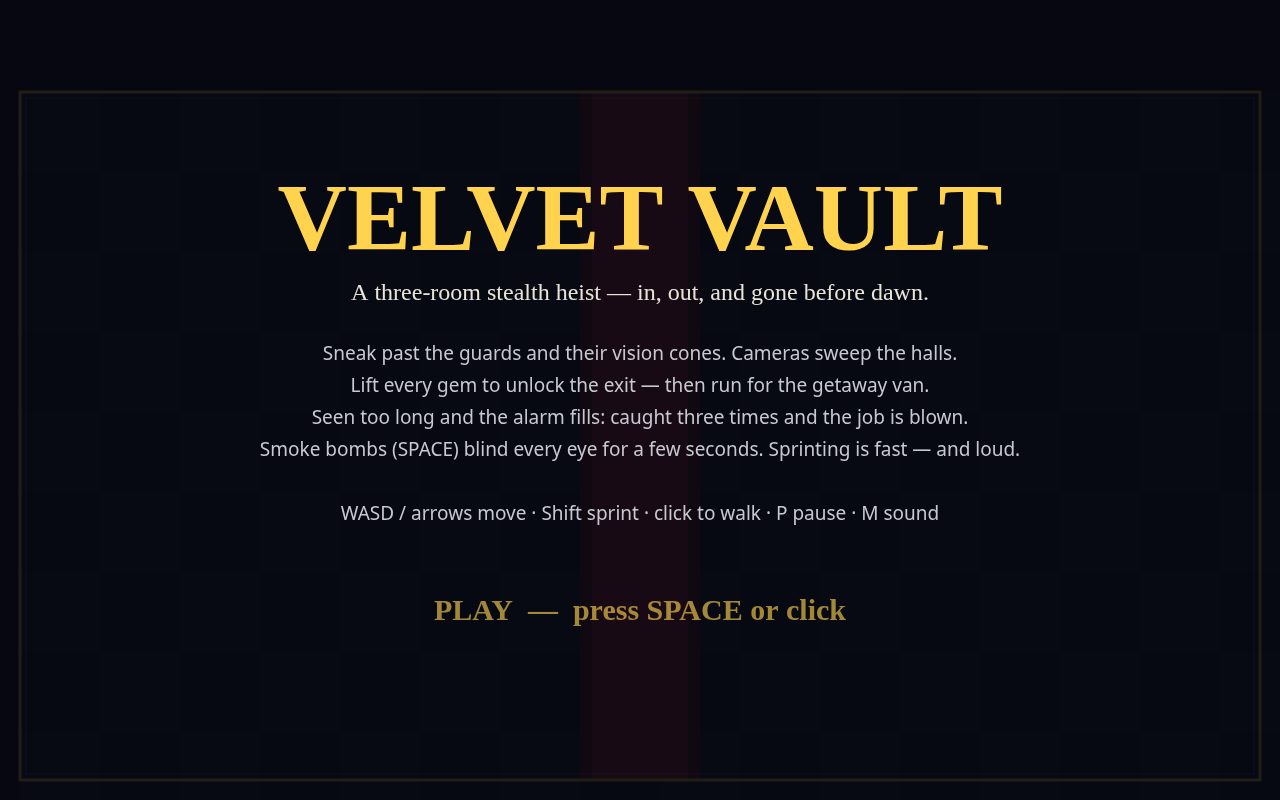 VELVET VAULT
A three-room stealth heist — in, out, and gone before dawn.
Sneak past the guards and their vision cones. Cameras sweep the halls.
Lift every gem to unlock the exit — then run for the getaway van.
Seen too long and the alarm fills: caught three times and the job is blown.
Smoke bombs (SPACE) blind every eye for a few seconds. Sprinting is fast — and loud.
WASD / arrows move · Shift sprint · click to walk · P pause · M sound
PLAY — press SPACE or click